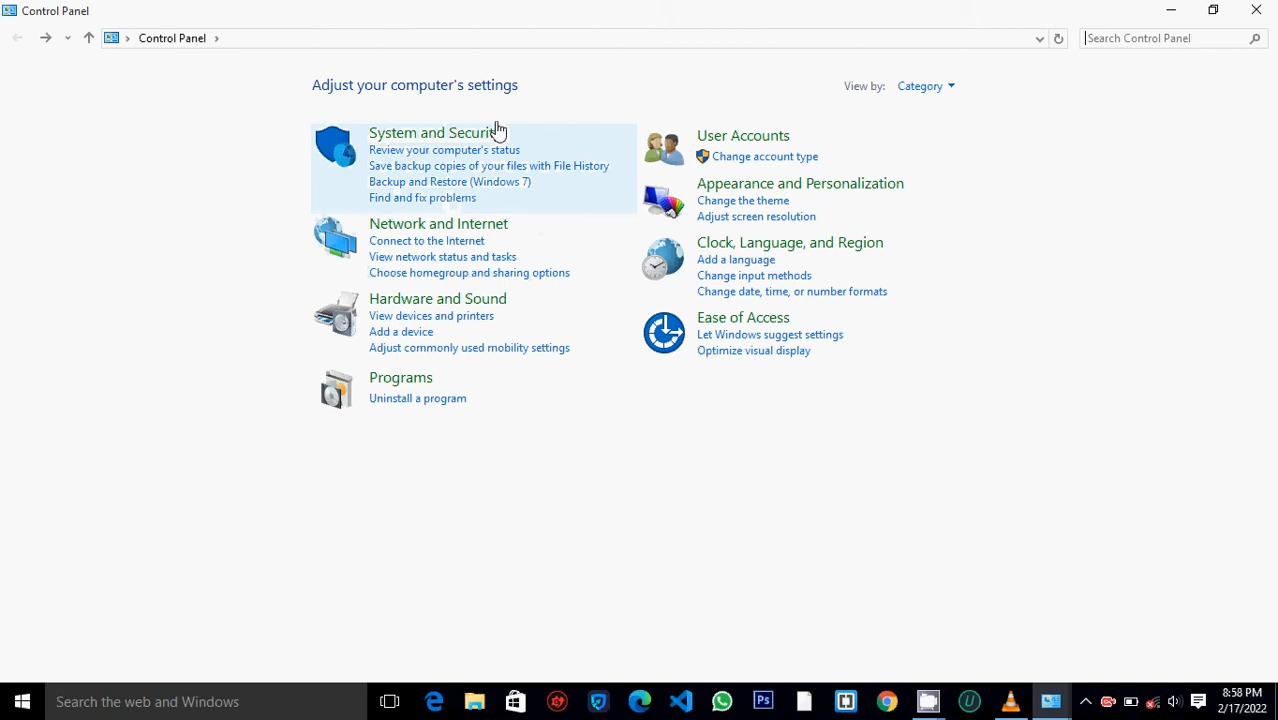 Control Panel
Control Panel
Search Control Panel
Adjust your computer's settings
View by:
Category
System and Security
Review your computer's status
Save backup copies of your files with File History
Backup and Restore (Windows 7)
Find and fix problems
Network and Internet
Connect to the Internet
View network status and tasks
Choose homegroup and sharing options
Hardware and Sound
View devices and printers
Add a device
Adjust commonly used mobility settings
Programs
Uninstall a program
User Accounts
Change account type
Appearance and Personalization
Change the theme
Adjust screen resolution
Clock, Language, and Region
Add a language
Change input methods
Change date, time, or number formats
Ease of Access
Let Windows suggest settings
Optimize visual display
Search the web and Windows
Ps
8:58 PM
2/17/2022